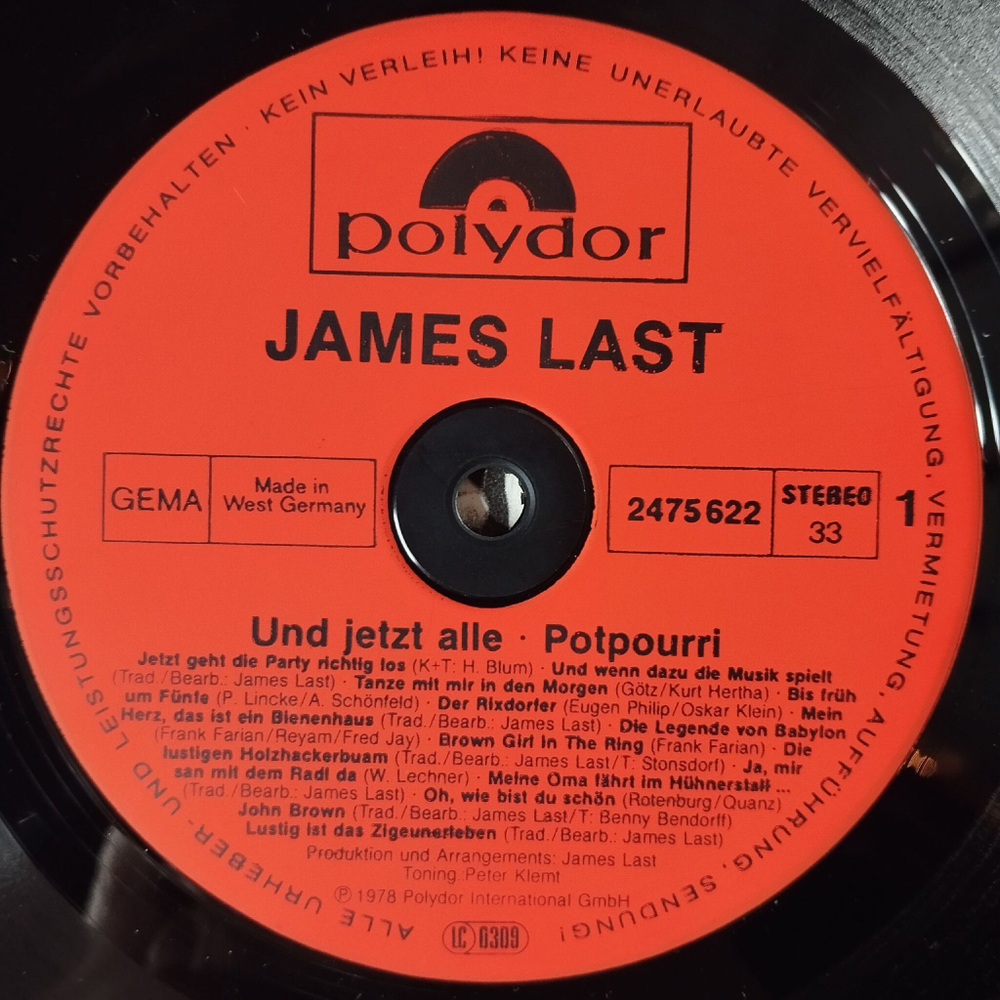 ALLE URHEBER- UND LEISTUNGSSCHUTZRECHTE VORBEHALTEN · KEIN VERLEIH! KEINE UNERLAUBTE VERVIELFÄLTIGUNG, VERMIETUNG, AUFFÜHRUNG, SENDUNG!
polydor
JAMES LAST
GEMA
Made in
West Germany
2475 622
STEREO
33
1
Und jetzt alle · Potpourri
Jetzt geht die Party richtig los (K+T: H. Blum) · Und wenn dazu die Musik spielt
(Trad./Bearb.: James Last) · Tanze mit mir in den Morgen (Götz/Kurt Hertha) · Bis früh
um Fünfe (P. Lincke/A. Schönfeld) · Der Rixdorfer (Eugen Philip/Oskar Klein) · Mein
Herz, das ist ein Bienenhaus (Trad./Bearb.: James Last) · Die Legende von Babylon
(Frank Farian/Reyam/Fred Jay) · Brown Girl In The Ring (Frank Farian) · Die
lustigen Holzhackerbuam (Trad./Bearb.: James Last/T: Stonsdorf) · Ja, mir
san mit dem Radl da (W. Lechner) · Meine Oma fährt im Hühnerstall ...
(Trad./Bearb.: James Last) · Oh, wie bist du schön (Rotenburg/Quanz)
John Brown (Trad./Bearb.: James Last/T: Benny Bendorff)
Lustig ist das Zigeunerleben (Trad./Bearb.: James Last)
Produktion und Arrangements: James Last
Toning: Peter Klemt
℗ 1978 Polydor International GmbH
LC 0309